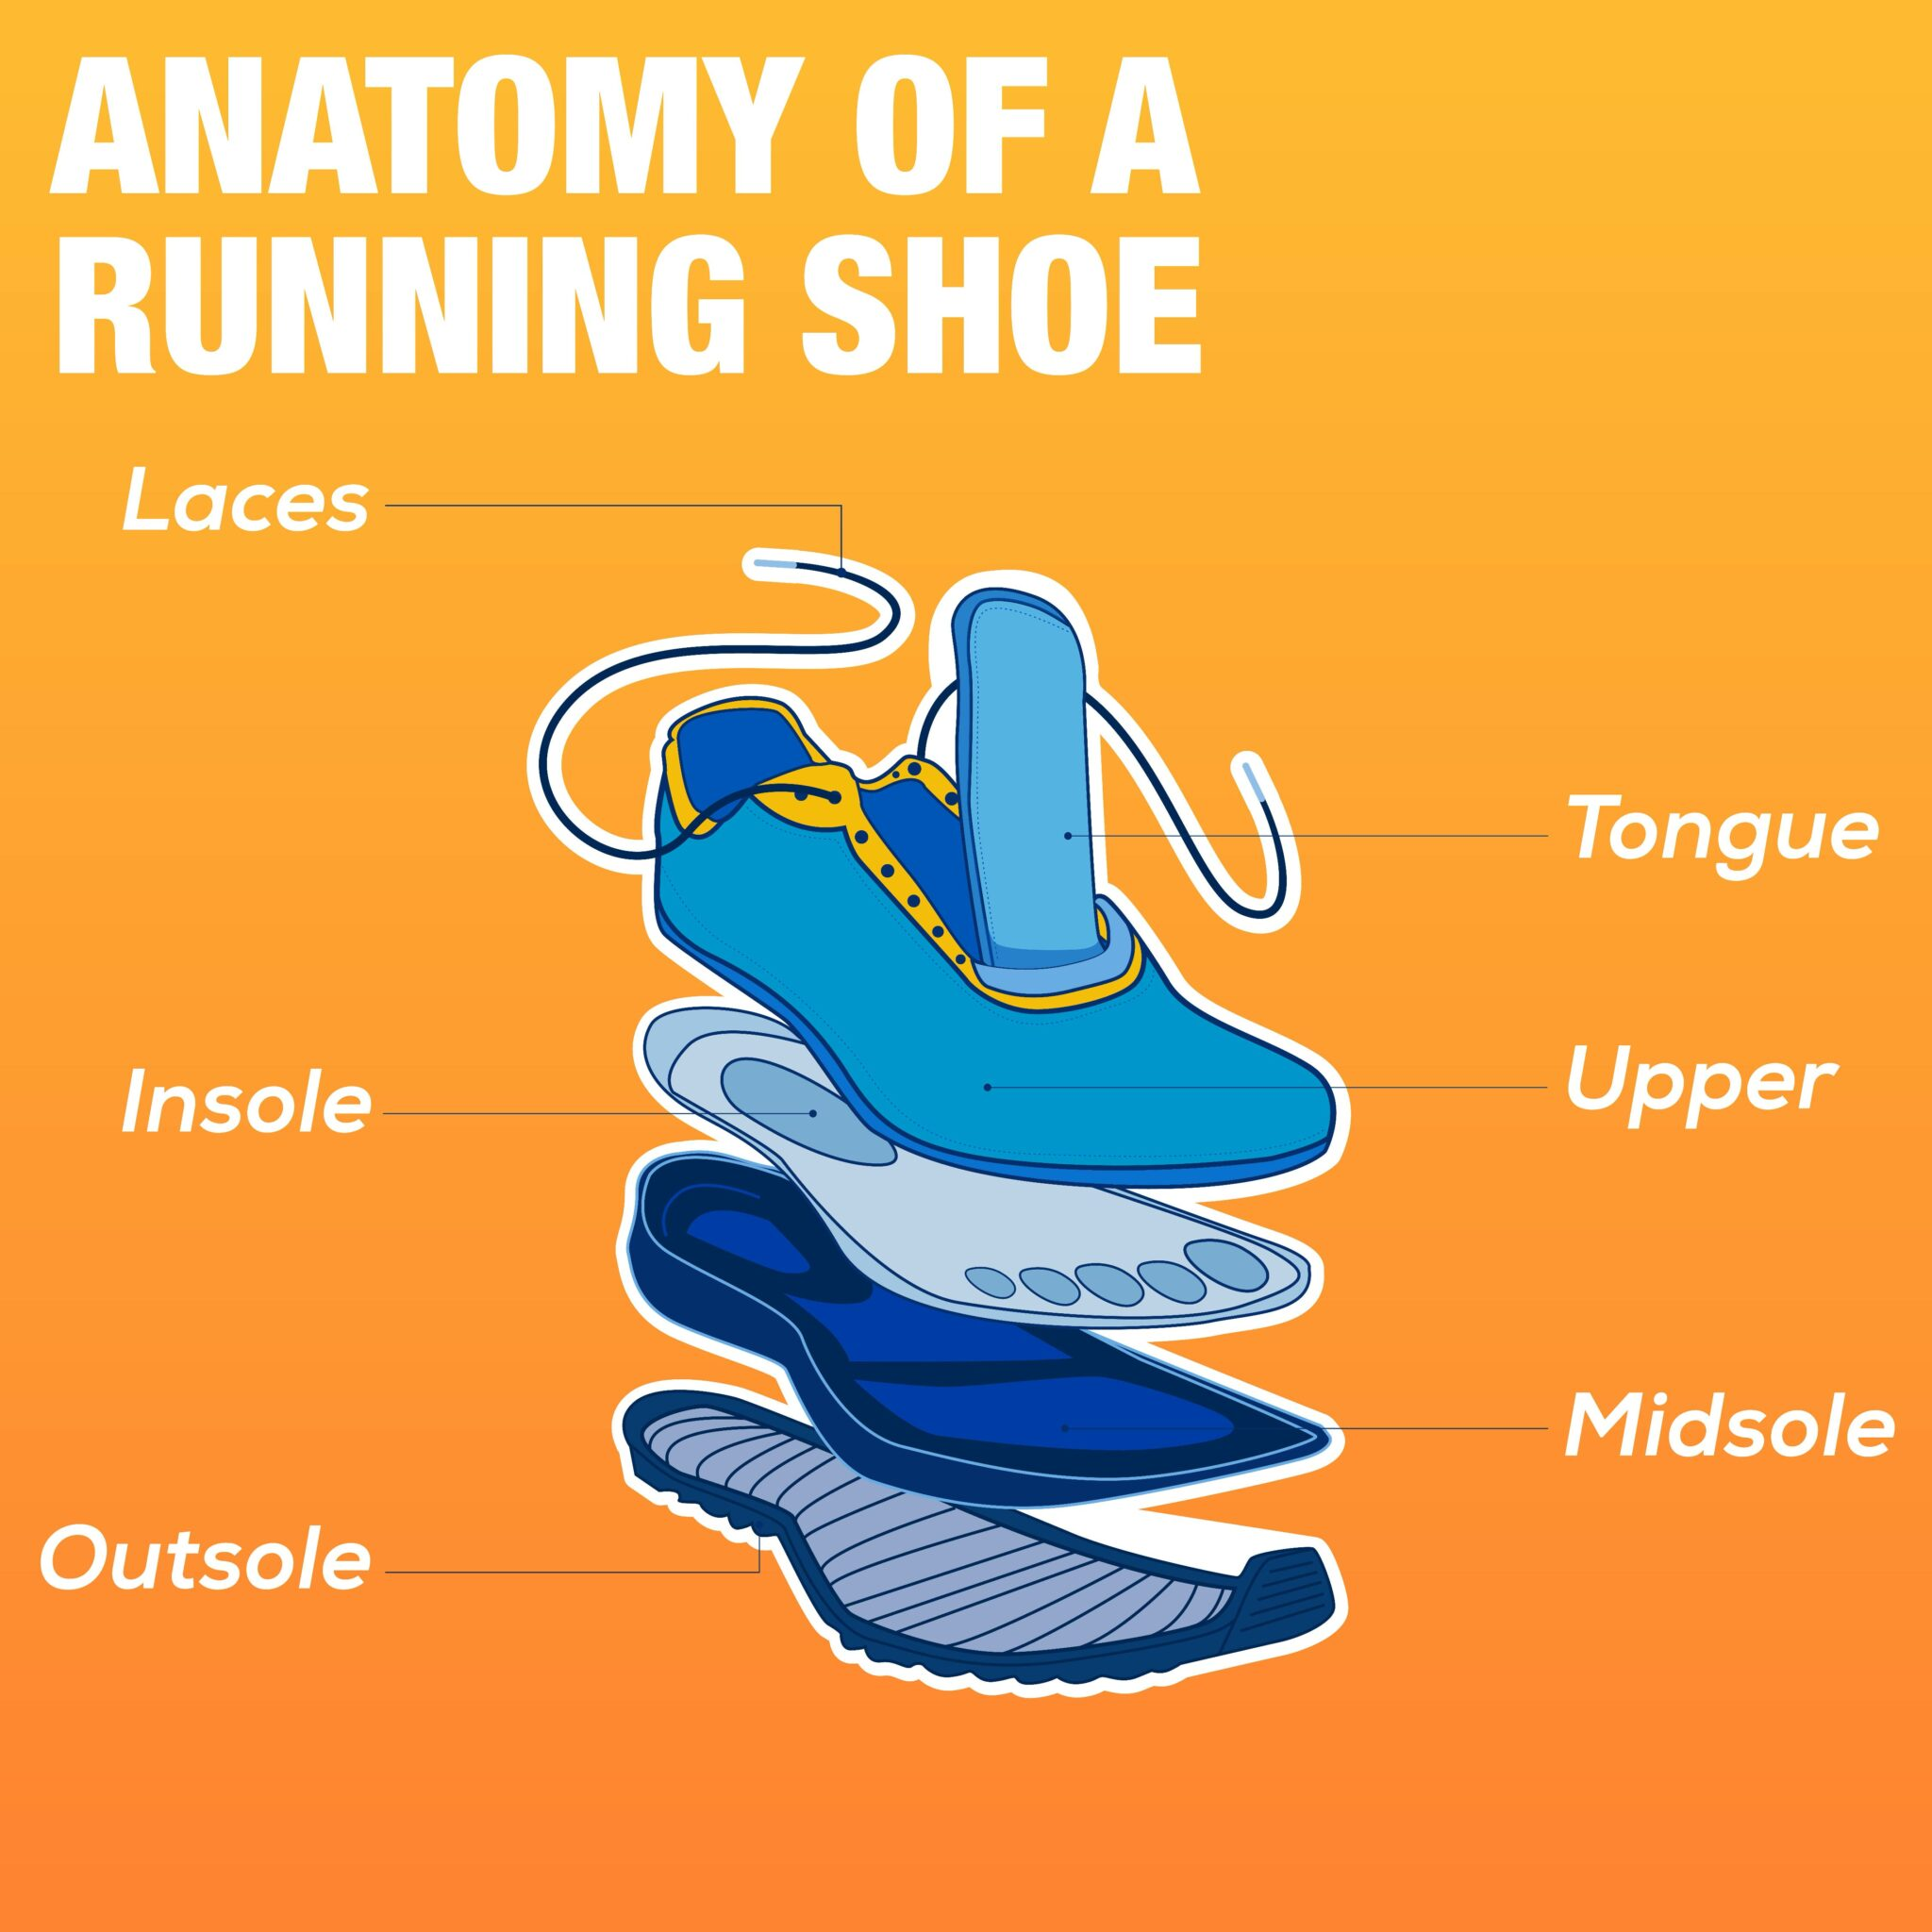 ANATOMY OF A
RUNNING SHOE
Laces
Tongue
Upper
Insole
Midsole
Outsole